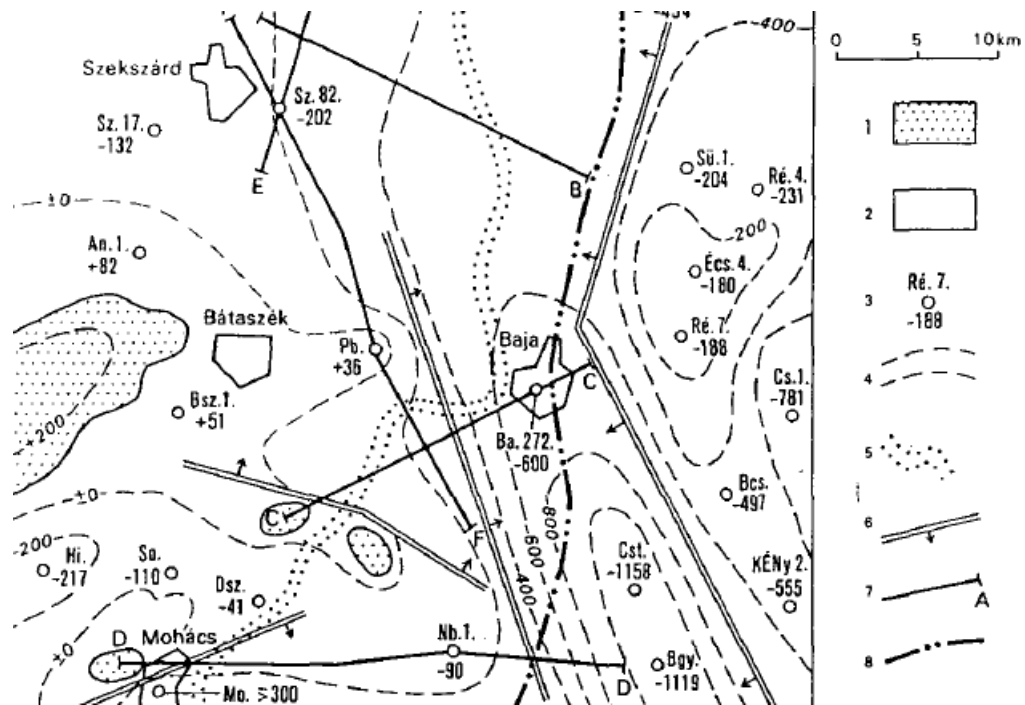 -400
0 5 10km
Szekszárd
Sz. 82.
-202
Sz. 17.
-132
E
B
Sü. 1.
-204
Ré. 4.
-231
±0
-200
An. 1.
+82
Écs. 4.
-180
Bátaszék
Baja
Ré. 7.
-188
Pb.
+36
C
Cs. 1.
-781
Bsz. 1.
+51
+200
Ba. 272.
-600
±0
C
F
Bcs.
-497
800
600
400
-200
Hi.
-217
So.
-110
Dsz.
-41
Cst.
-1158
KÉNy 2.
-555
±0
D
Mohács
Nb. 1.
-90
D
Bgy.
-1119
Mo. >300
1
2
3
Ré. 7.
-188
4
5
6
7
A
8